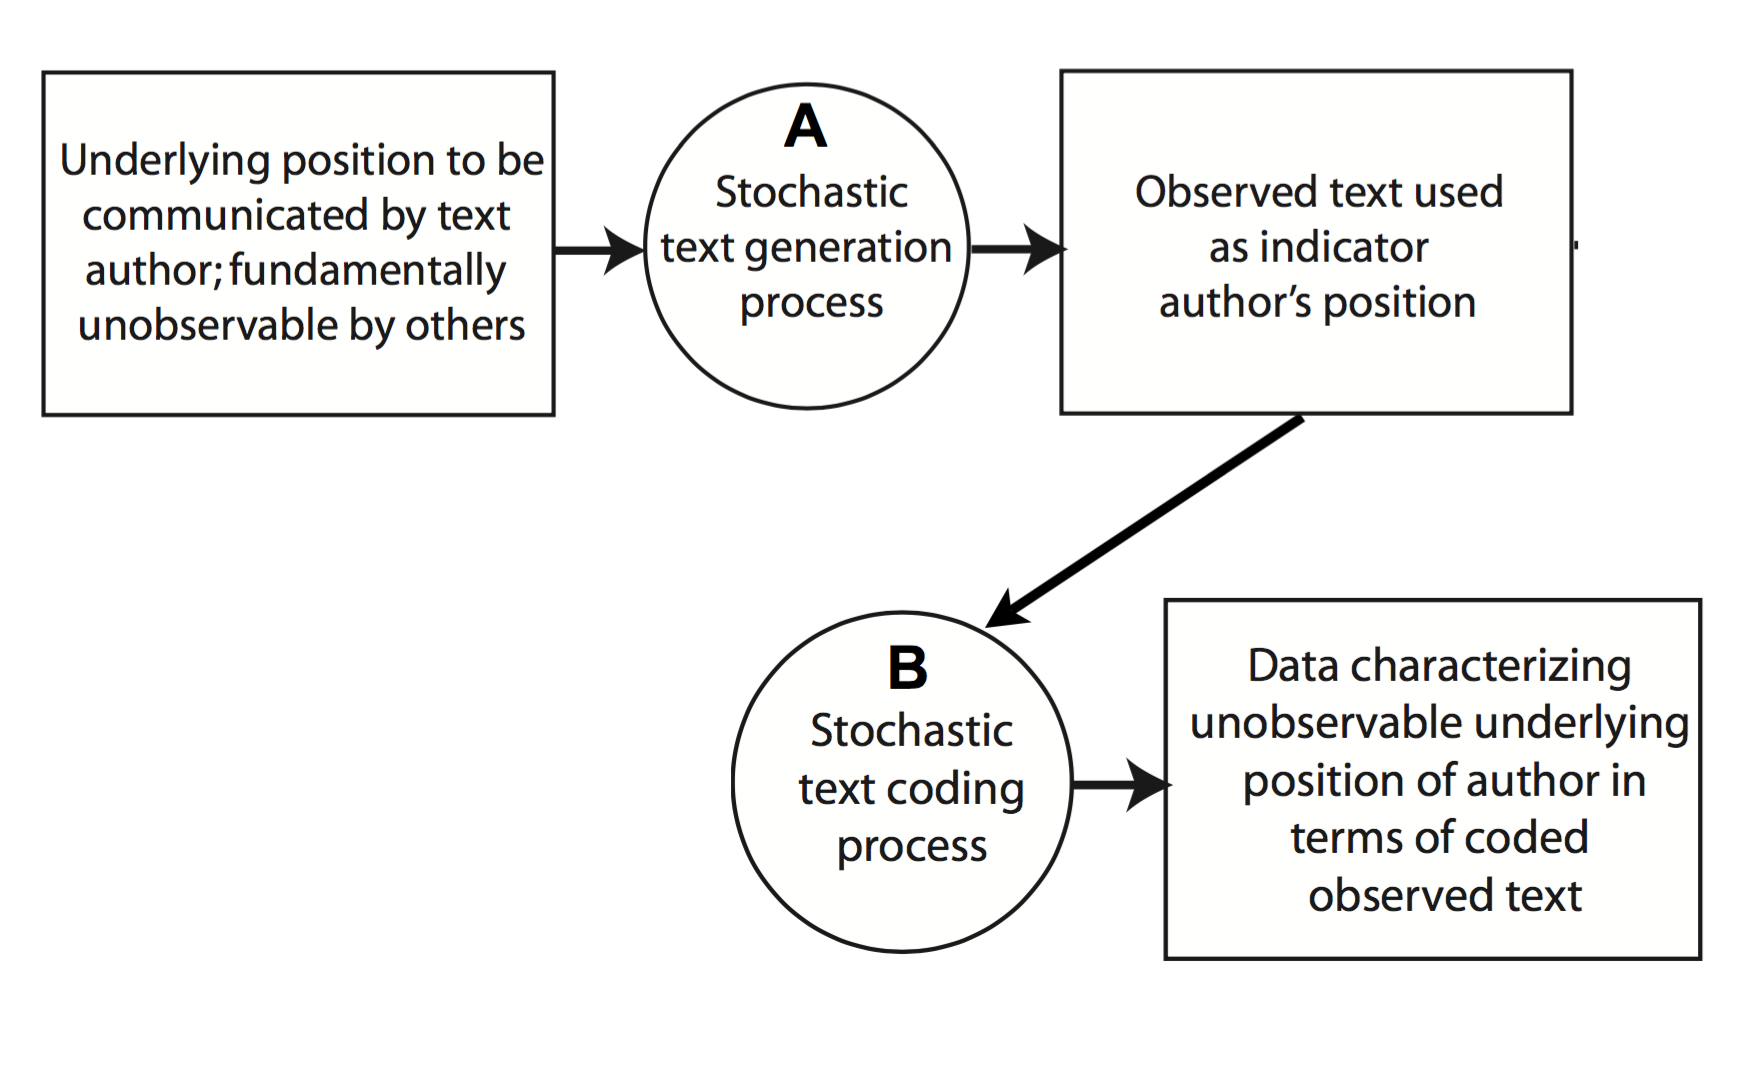 Underlying position to be
communicated by text
author; fundamentally
unobservable by others
A
Stochastic
text generation
process
Observed text used
as indicator
author's position
B
Stochastic
text coding
process
Data characterizing
unobservable underlying
position of author in
terms of coded
observed text